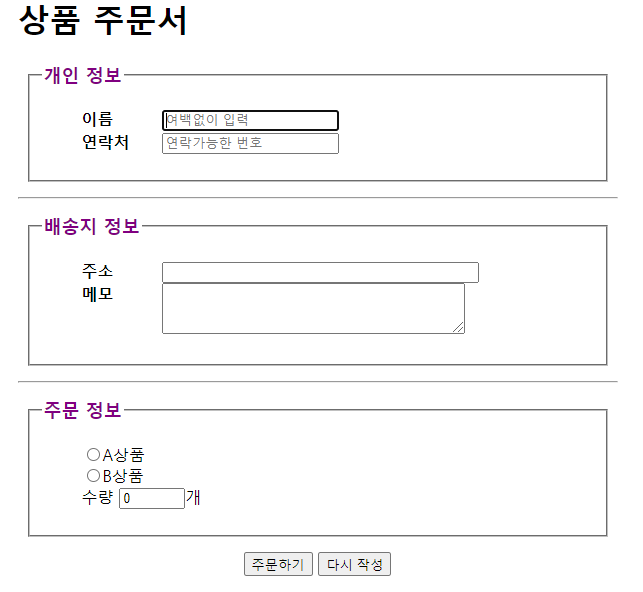 상품 주문서
개인 정보
이름 여백없이 입력
연락처 연락가능한 번호
배송지 정보
주소
메모
주문 정보
A상품
B상품
수량 0 개
주문하기 다시 작성